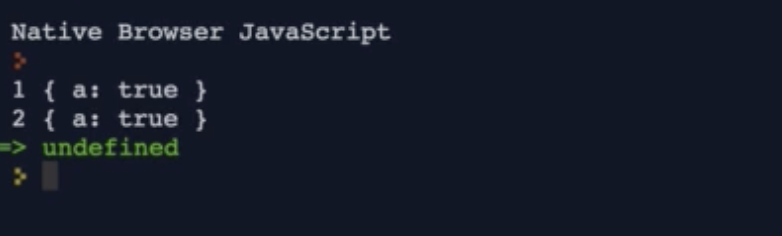 Native Browser JavaScript
>
1 { a: true }
2 { a: true }
=> undefined
>